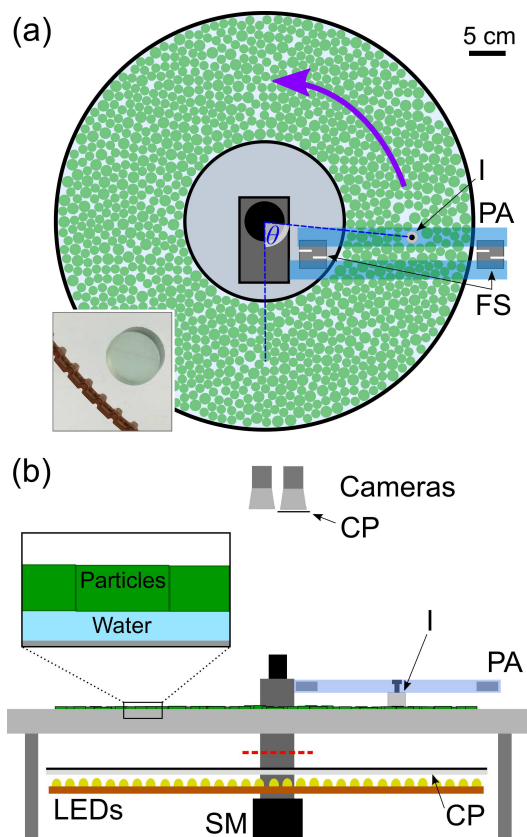 (a)
5 cm
I
PA
θ
FS
(b)
Cameras
CP
Particles
Water
I
PA
LEDs
SM
CP